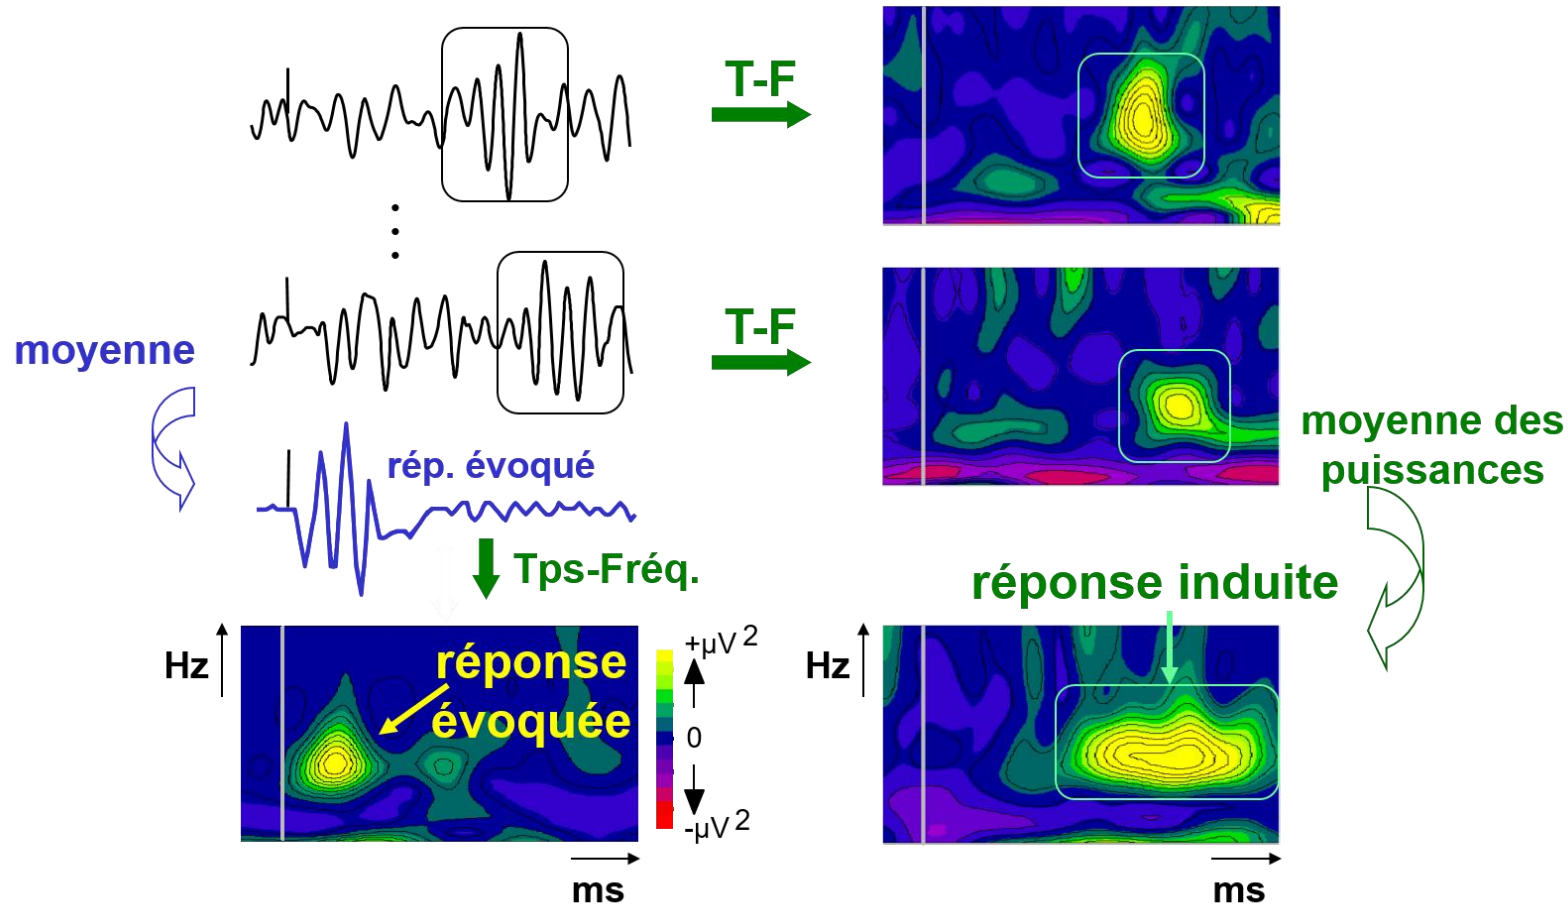 T-F
T-F
moyenne
rép. évoqué
moyenne des
puissances
Tps-Fréq.
réponse induite
Hz
réponse
évoquée
+µV²
0
-µV²
ms
Hz
ms